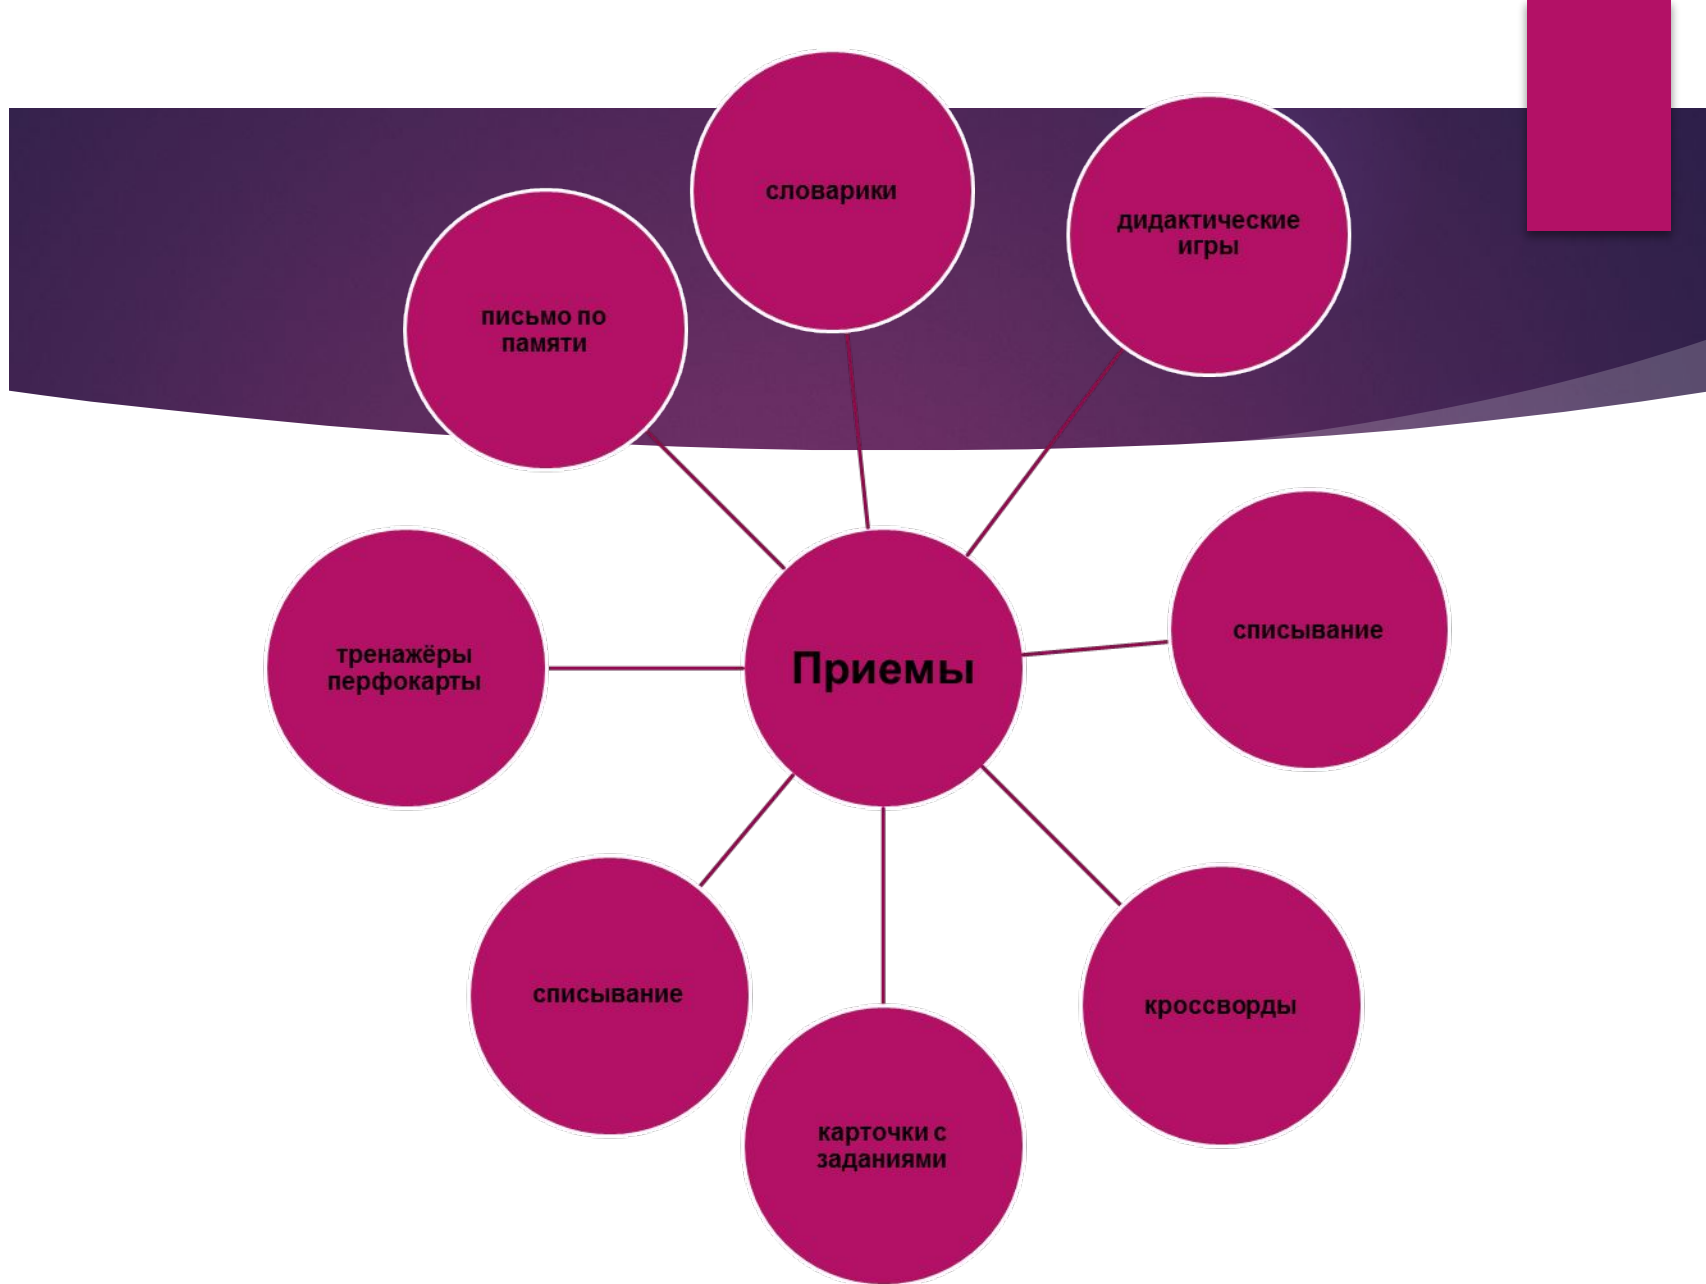 словарики
дидактические
игры
письмо по
памяти
списывание
тренажёры
перфокарты
Приемы
списывание
кроссворды
карточки с
заданиями